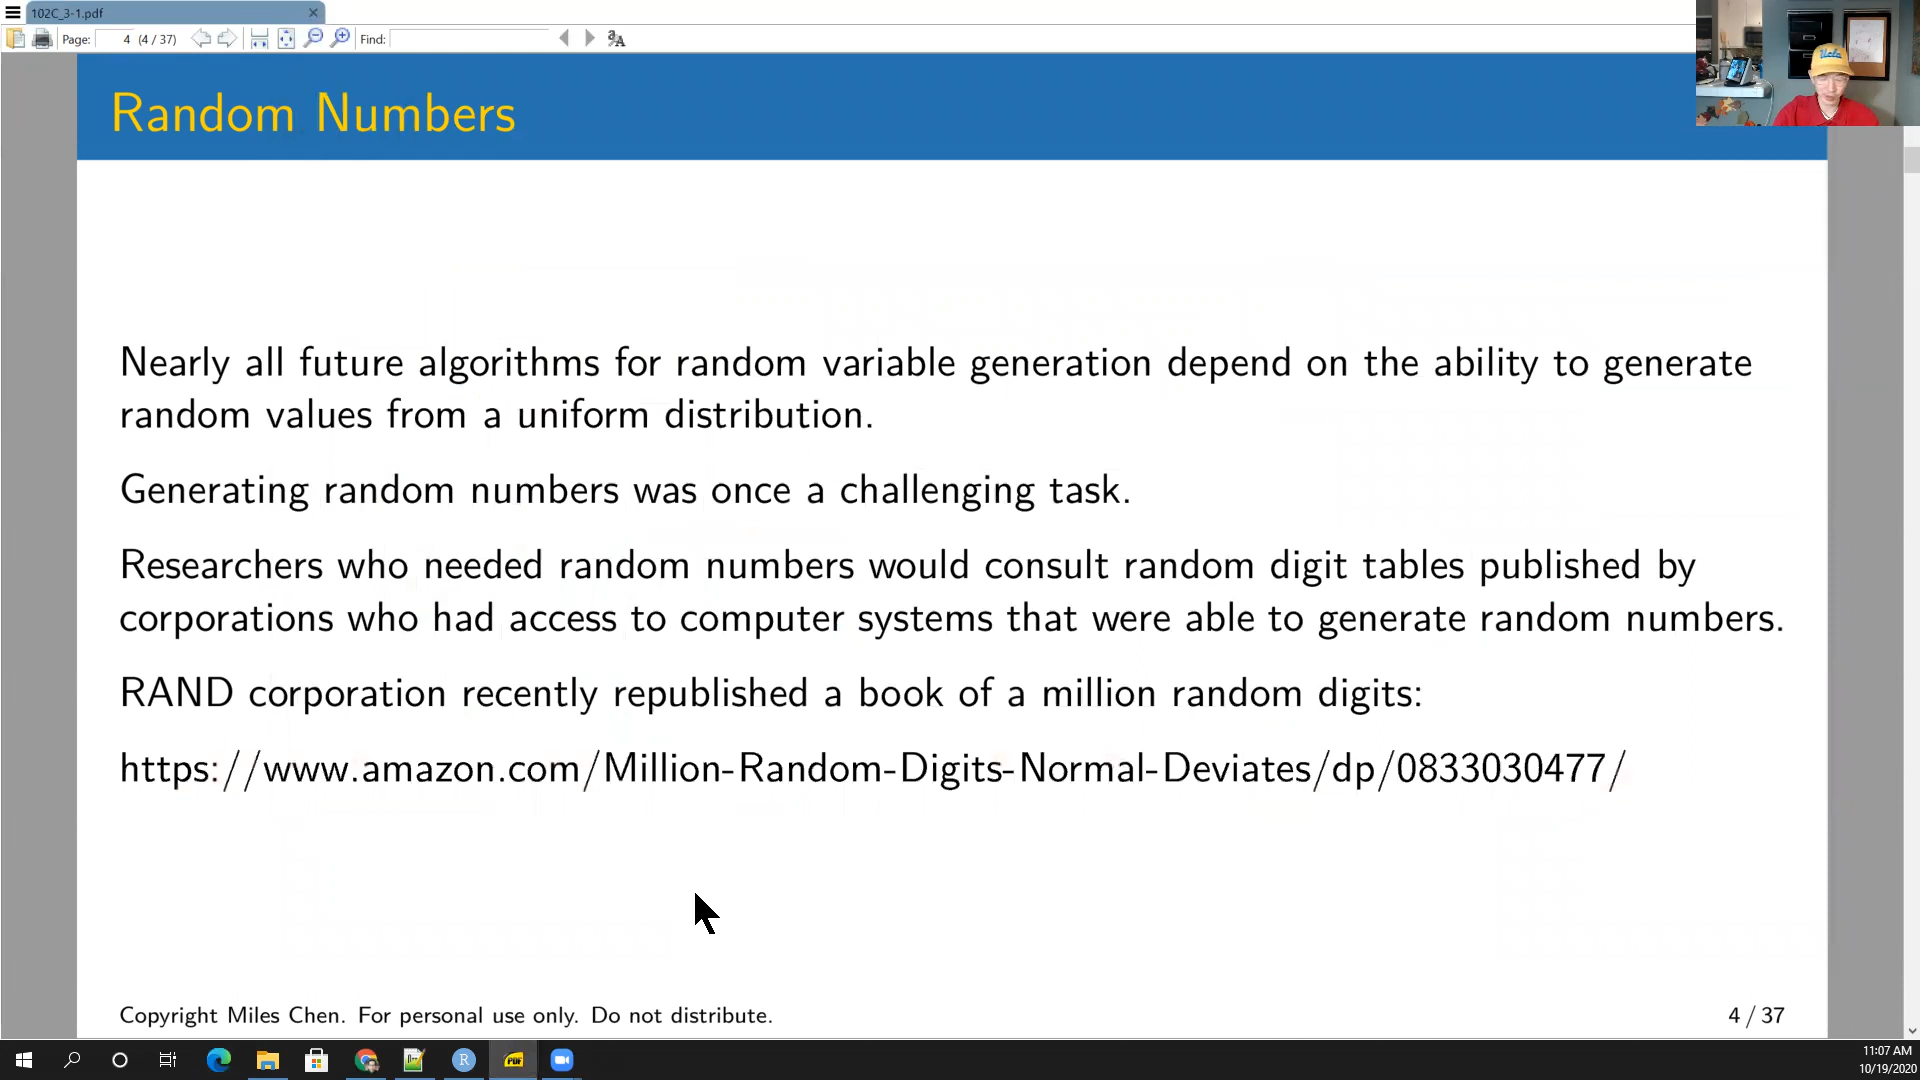 102C_3-1.pdf
Page: 4 (4 / 37) Find:
Random Numbers
Nearly all future algorithms for random variable generation depend on the ability to generate
random values from a uniform distribution.
Generating random numbers was once a challenging task.
Researchers who needed random numbers would consult random digit tables published by
corporations who had access to computer systems that were able to generate random numbers.
RAND corporation recently republished a book of a million random digits:
https://www.amazon.com/Million-Random-Digits-Normal-Deviates/dp/0833030477/
Copyright Miles Chen. For personal use only. Do not distribute.
4 / 37
11:07 AM
10/19/2020